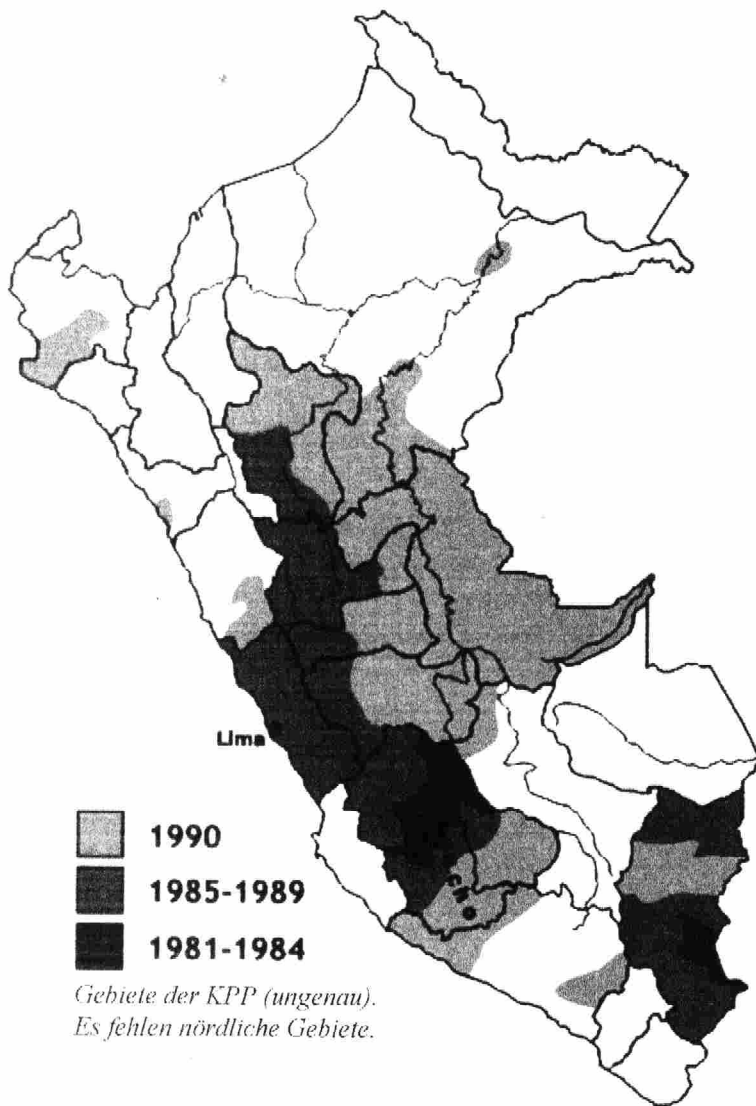 Lima
1990
1985-1989
1981-1984
Gebiete der KPP (ungenau).
Es fehlen nördliche Gebiete.